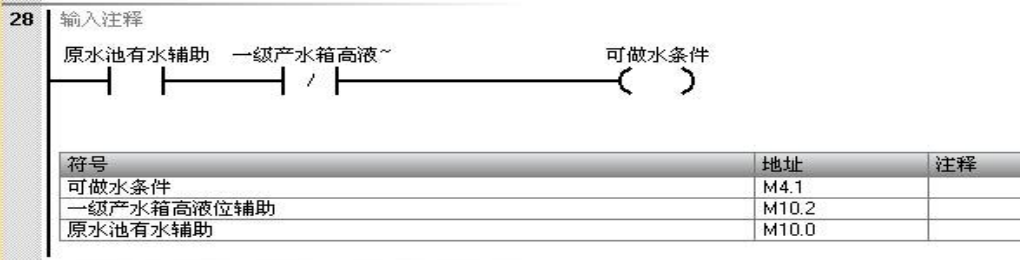 28 输入注释
原水池有水辅助 一级产水箱高液~ 可做水条件
/
符号 地址 注释
可做水条件 M4.1
一级产水箱高液位辅助 M10.2
原水池有水辅助 M10.0